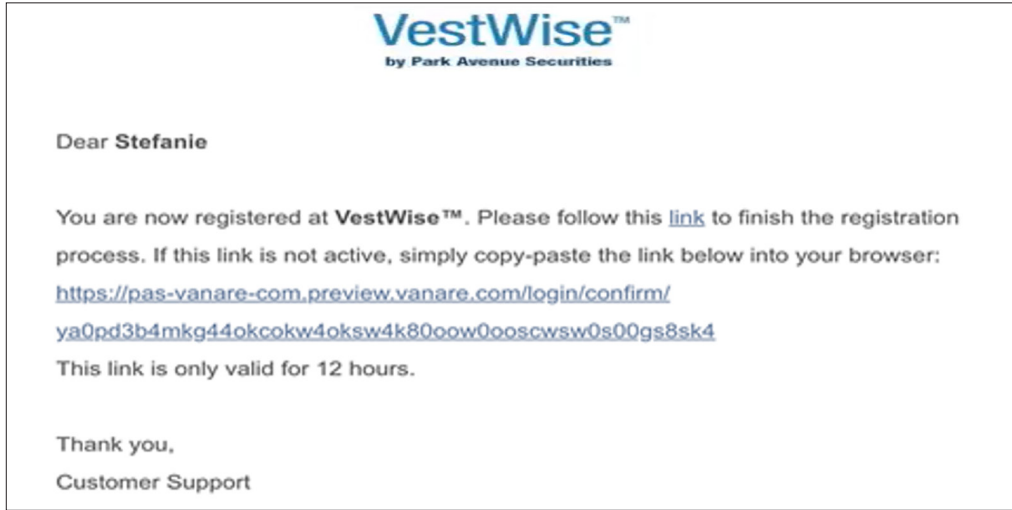 VestWise™
by Park Avenue Securities
Dear Stefanie
You are now registered at VestWise™. Please follow this link to finish the registration
process. If this link is not active, simply copy-paste the link below into your browser:
https://pas-vanare-com.preview.vanare.com/login/confirm/
ya0pd3b4mkg44okcokw4oksw4k80oow0ooscwsw0s00gs8sk4
This link is only valid for 12 hours.
Thank you,
Customer Support